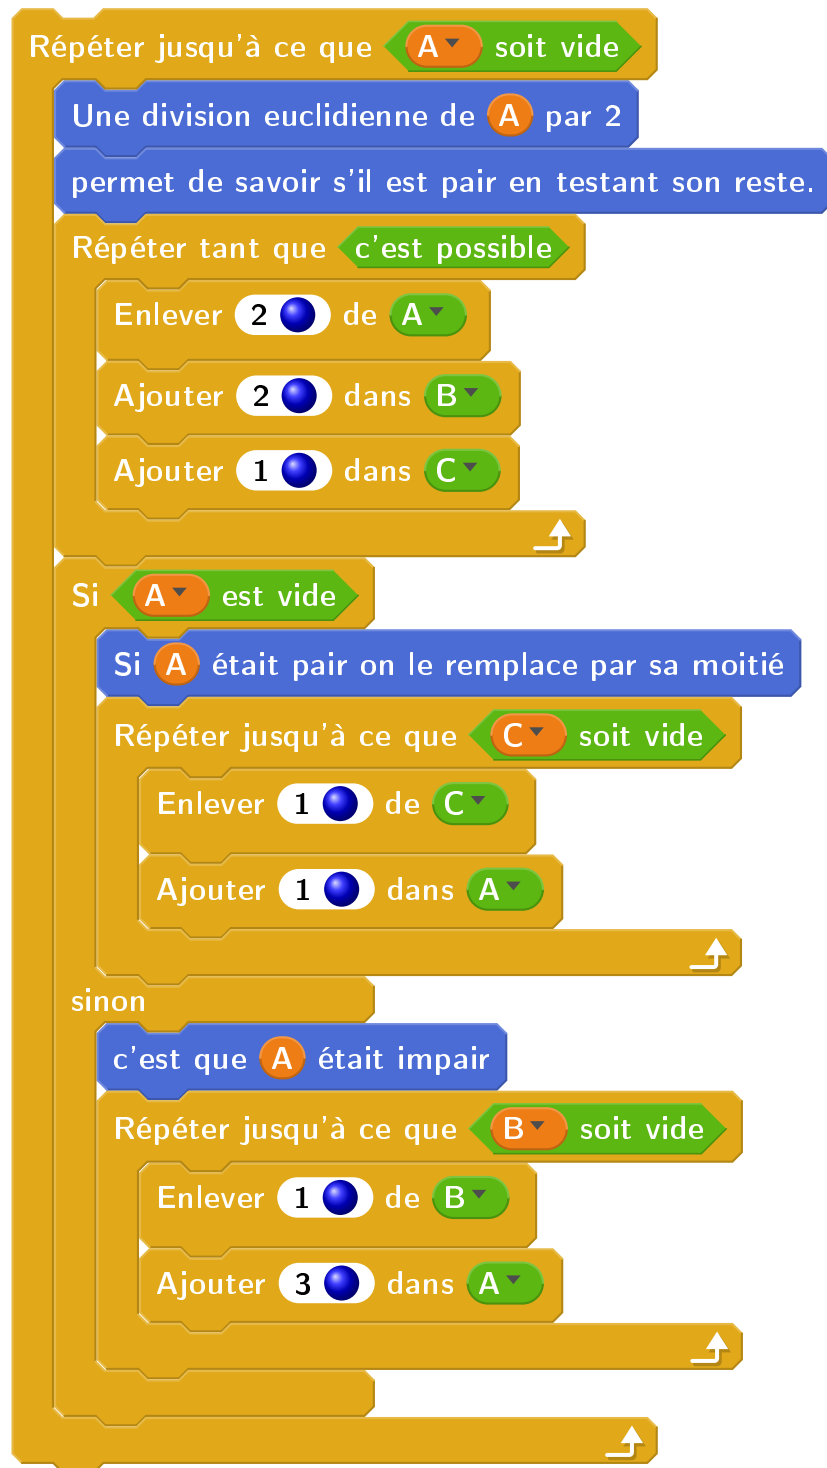 Répéter jusqu'à ce que A soit vide
Une division euclidienne de A par 2
permet de savoir s'il est pair en testant son reste.
Répéter tant que c'est possible
Enlever 2 de A
Ajouter 2 dans B
Ajouter 1 dans C
Si A est vide
Si A était pair on le remplace par sa moitié
Répéter jusqu'à ce que C soit vide
Enlever 1 de C
Ajouter 1 dans A
sinon
c'est que A était impair
Répéter jusqu'à ce que B soit vide
Enlever 1 de B
Ajouter 3 dans A